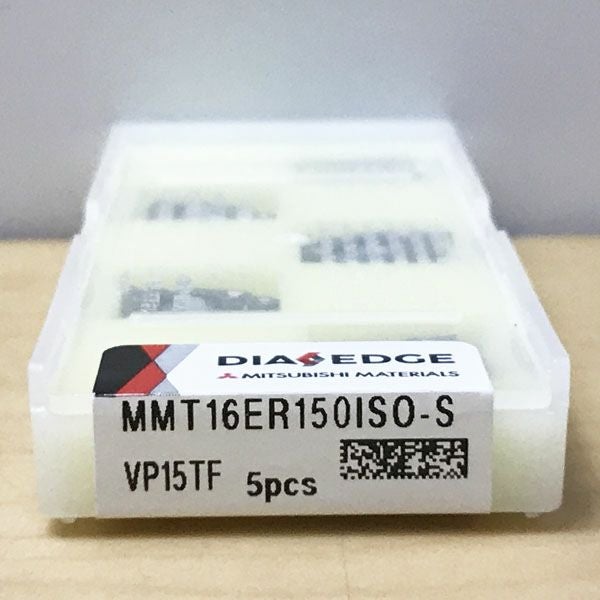 DIAEDGE
MITSUBISHI MATERIALS
MMT16ER150ISO-S
VP15TF 5pcs